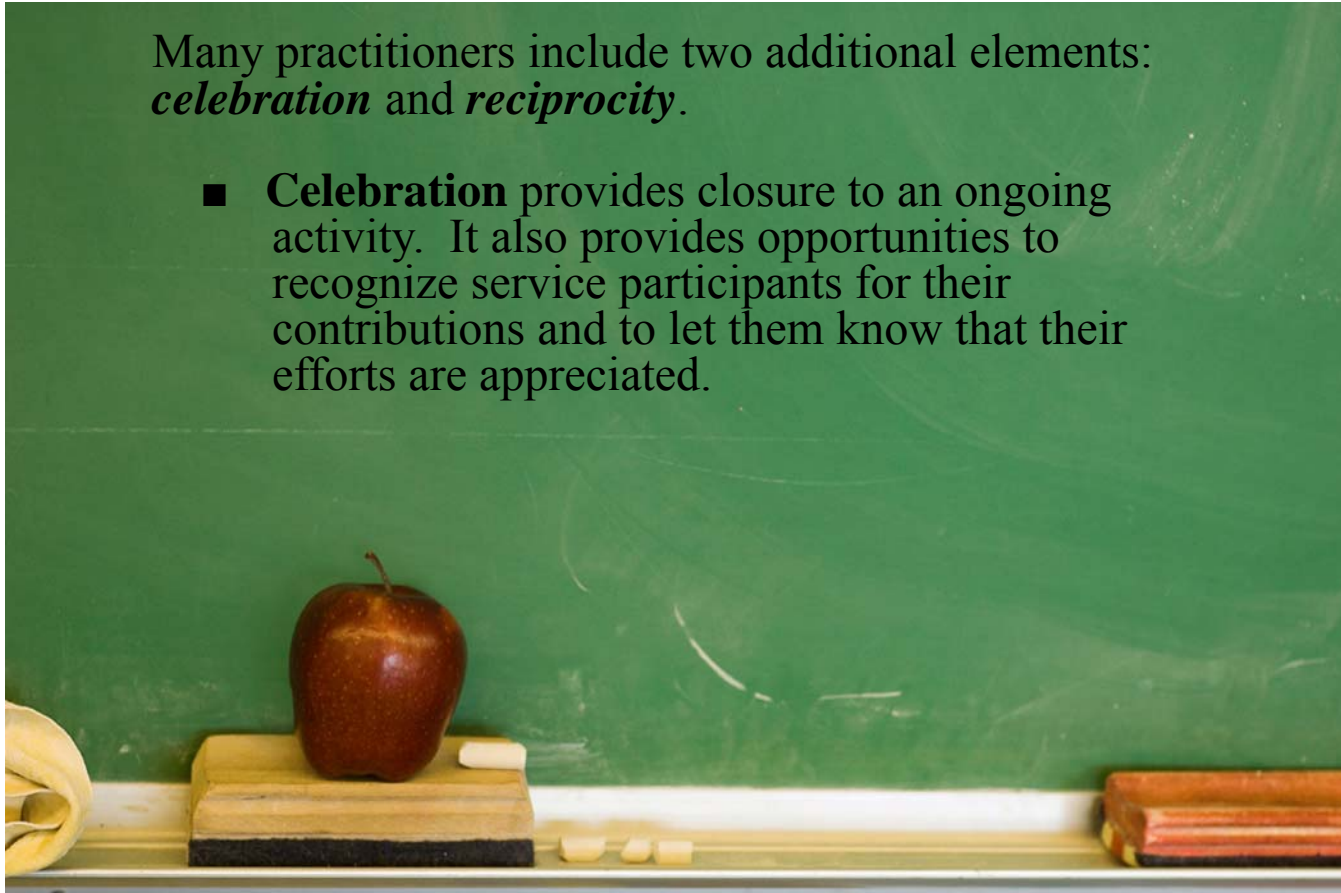 Many practitioners include two additional elements:
celebration and reciprocity.
■ Celebration provides closure to an ongoing
activity.  It also provides opportunities to
recognize service participants for their
contributions and to let them know that their
efforts are appreciated.